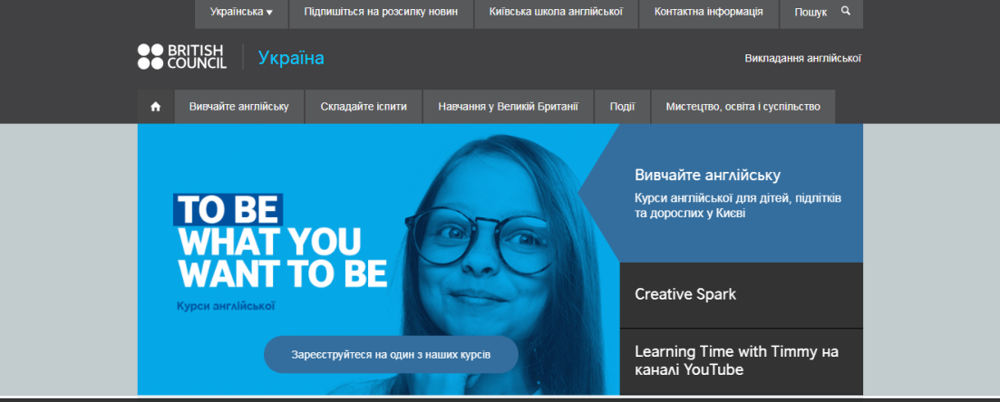 Українська
Підпишіться на розсилку новин
Київська школа англійської
Контактна інформація
Пошук
BRITISH
COUNCIL
Україна
Викладання англійської
Вивчайте англійську
Складайте іспити
Навчання у Великій Британії
Події
Мистецтво, освіта і суспільство
TO BE
WHAT YOU
WANT TO BE
Курси англійської
Зареєструйтеся на один з наших курсів
Вивчайте англійську
Курси англійської для дітей, підлітків
та дорослих у Києві
Creative Spark
Learning Time with Timmy на
каналі YouTube